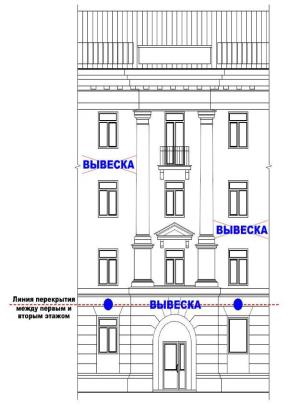 ВЫВЕСКА
ВЫВЕСКА
Линия перекрытия
между первым и
вторым этажом
ВЫВЕСКА